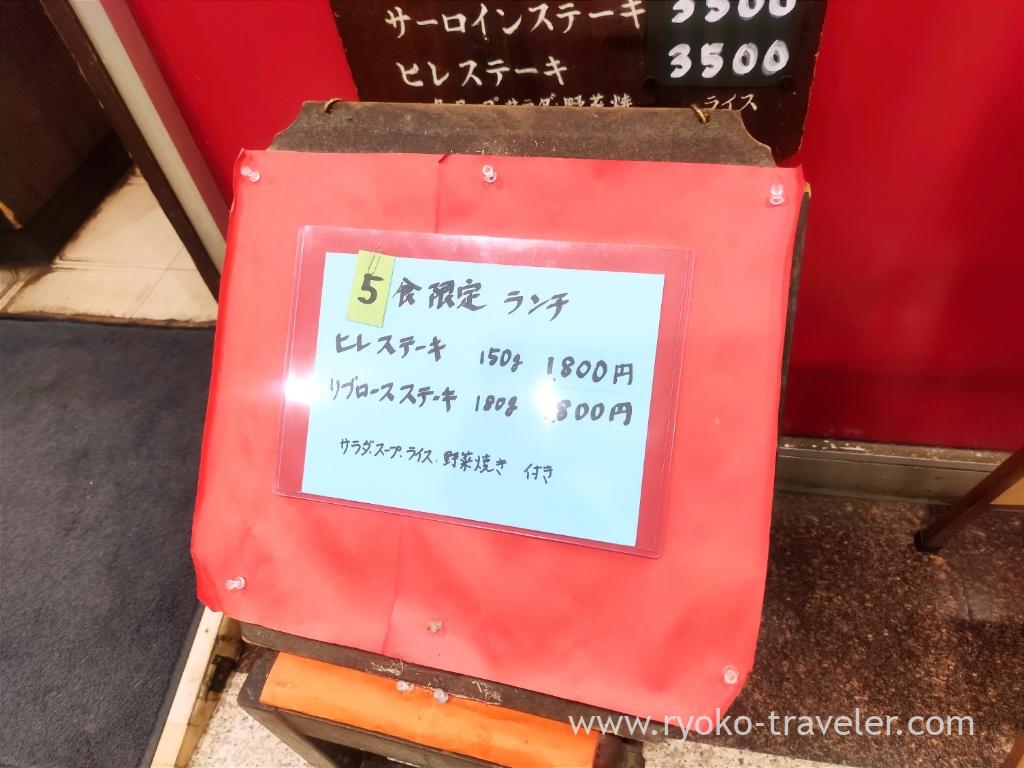 サーロインステーキ 3500
ヒレステーキ 3500
ライス
5食限定 ランチ
ヒレステーキ 150g 1,800円
リブロースステーキ 180g 800円
サラダ.スープ.ライス.野菜焼き 付き
www.ryoko-traveler.com